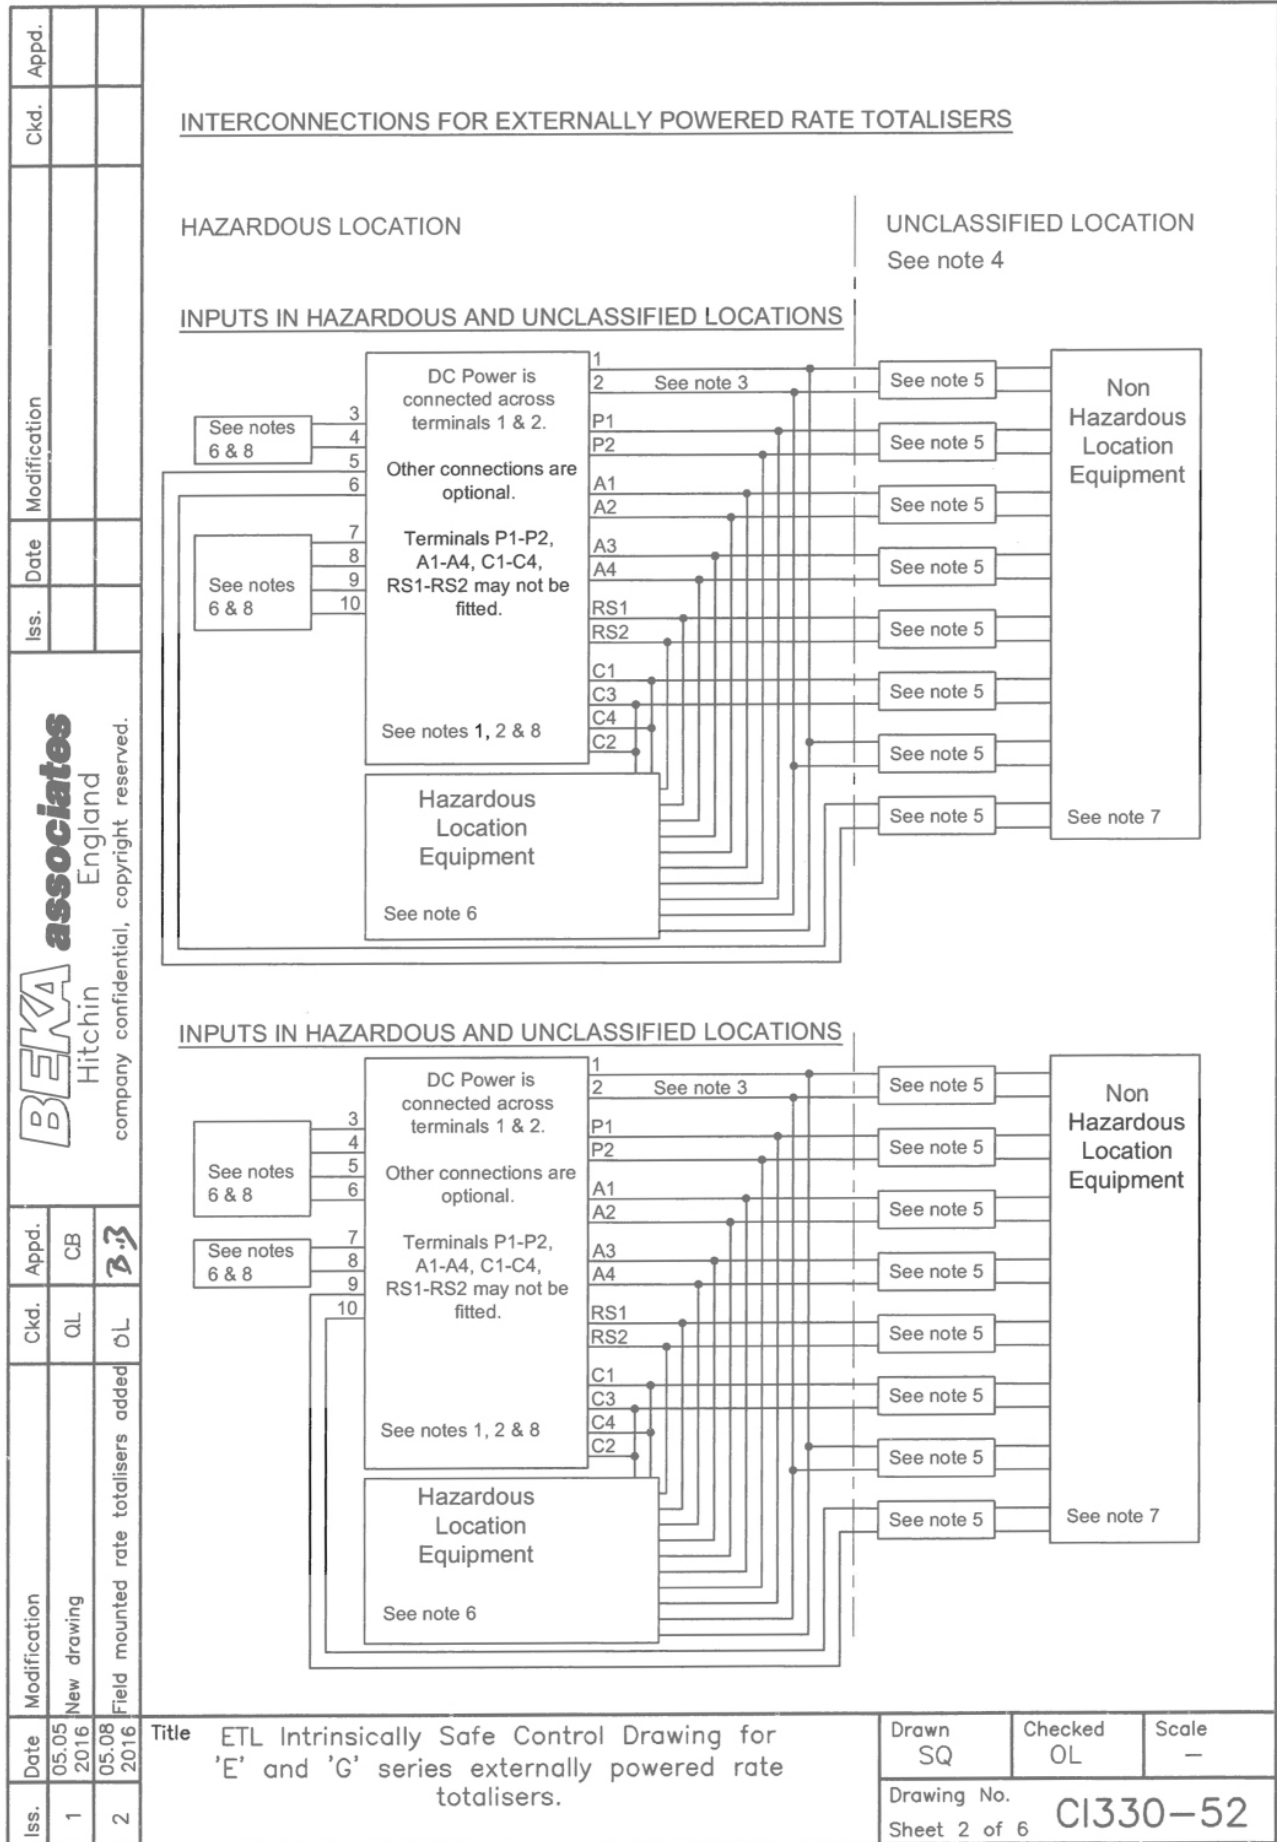 INTERCONNECTIONS FOR EXTERNALLY POWERED RATE TOTALISERS
HAZARDOUS LOCATION
UNCLASSIFIED LOCATION
See note 4
INPUTS IN HAZARDOUS AND UNCLASSIFIED LOCATIONS
DC Power is
connected across
terminals 1 & 2.
Other connections are
optional.
Terminals P1-P2,
A1-A4, C1-C4,
RS1-RS2 may not be
fitted.
See notes 1, 2 & 8
3
4
5
6
7
8
9
10
See notes
6 & 8
See notes
6 & 8
1
2
See note 3
P1
P2
A1
A2
A3
A4
RS1
RS2
C1
C3
C4
C2
See note 5
See note 5
See note 5
See note 5
See note 5
See note 5
See note 5
See note 5
Non
Hazardous
Location
Equipment
See note 7
Hazardous
Location
Equipment
See note 6
INPUTS IN HAZARDOUS AND UNCLASSIFIED LOCATIONS
DC Power is
connected across
terminals 1 & 2.
Other connections are
optional.
Terminals P1-P2,
A1-A4, C1-C4,
RS1-RS2 may not be
fitted.
See notes 1, 2 & 8
3
4
5
6
7
8
9
10
See notes
6 & 8
See notes
6 & 8
1
2
See note 3
P1
P2
A1
A2
A3
A4
RS1
RS2
C1
C3
C4
C2
See note 5
See note 5
See note 5
See note 5
See note 5
See note 5
See note 5
See note 5
Non
Hazardous
Location
Equipment
See note 7
Hazardous
Location
Equipment
See note 6
Iss. Date Modification Ckd. Appd.
1 05.05 2016 New drawing QL CB
2 05.08 2016 Field mounted rate totalisers added OL B.B
BEKA associates
Hitchin England
company confidential, copyright reserved.
Iss. Date Modification Ckd. Appd.
Title ETL Intrinsically Safe Control Drawing for
'E' and 'G' series externally powered rate
totalisers.
Drawn
SQ
Checked
OL
Scale
—
Drawing No.
CI330-52
Sheet 2 of 6